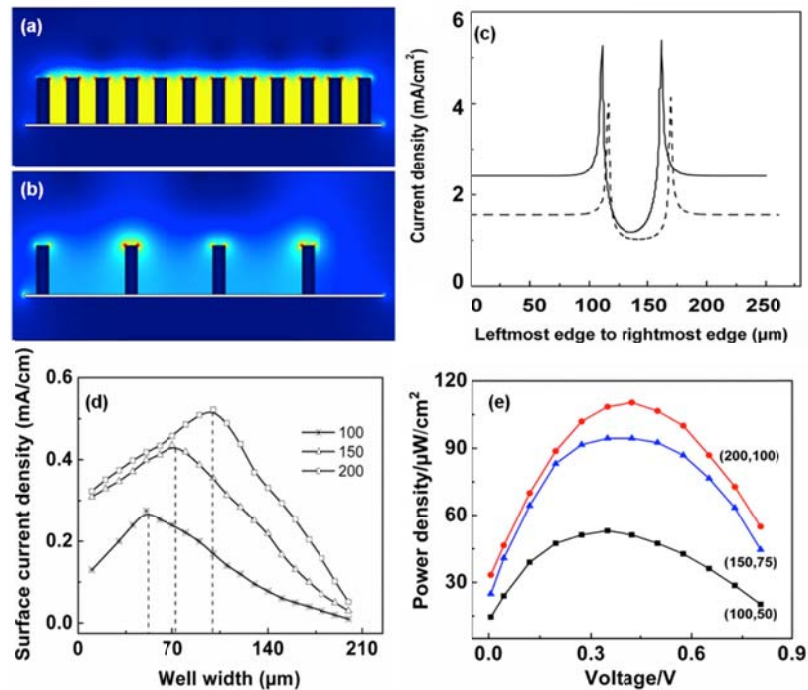 (a)
(b)
(c)
Current density (mA/cm²)
6
4
2
0
0 50 100 150 200 250
Leftmost edge to rightmost edge (µm)
(d)
Surface current density (mA/cm)
0.6
0.4
0.2
0.0
100
150
200
0 70 140 210
Well width (µm)
(e)
Power density/µW/cm²
120
90
60
30
(200,100)
(150,75)
(100,50)
0.0 0.3 0.6 0.9
Voltage/V